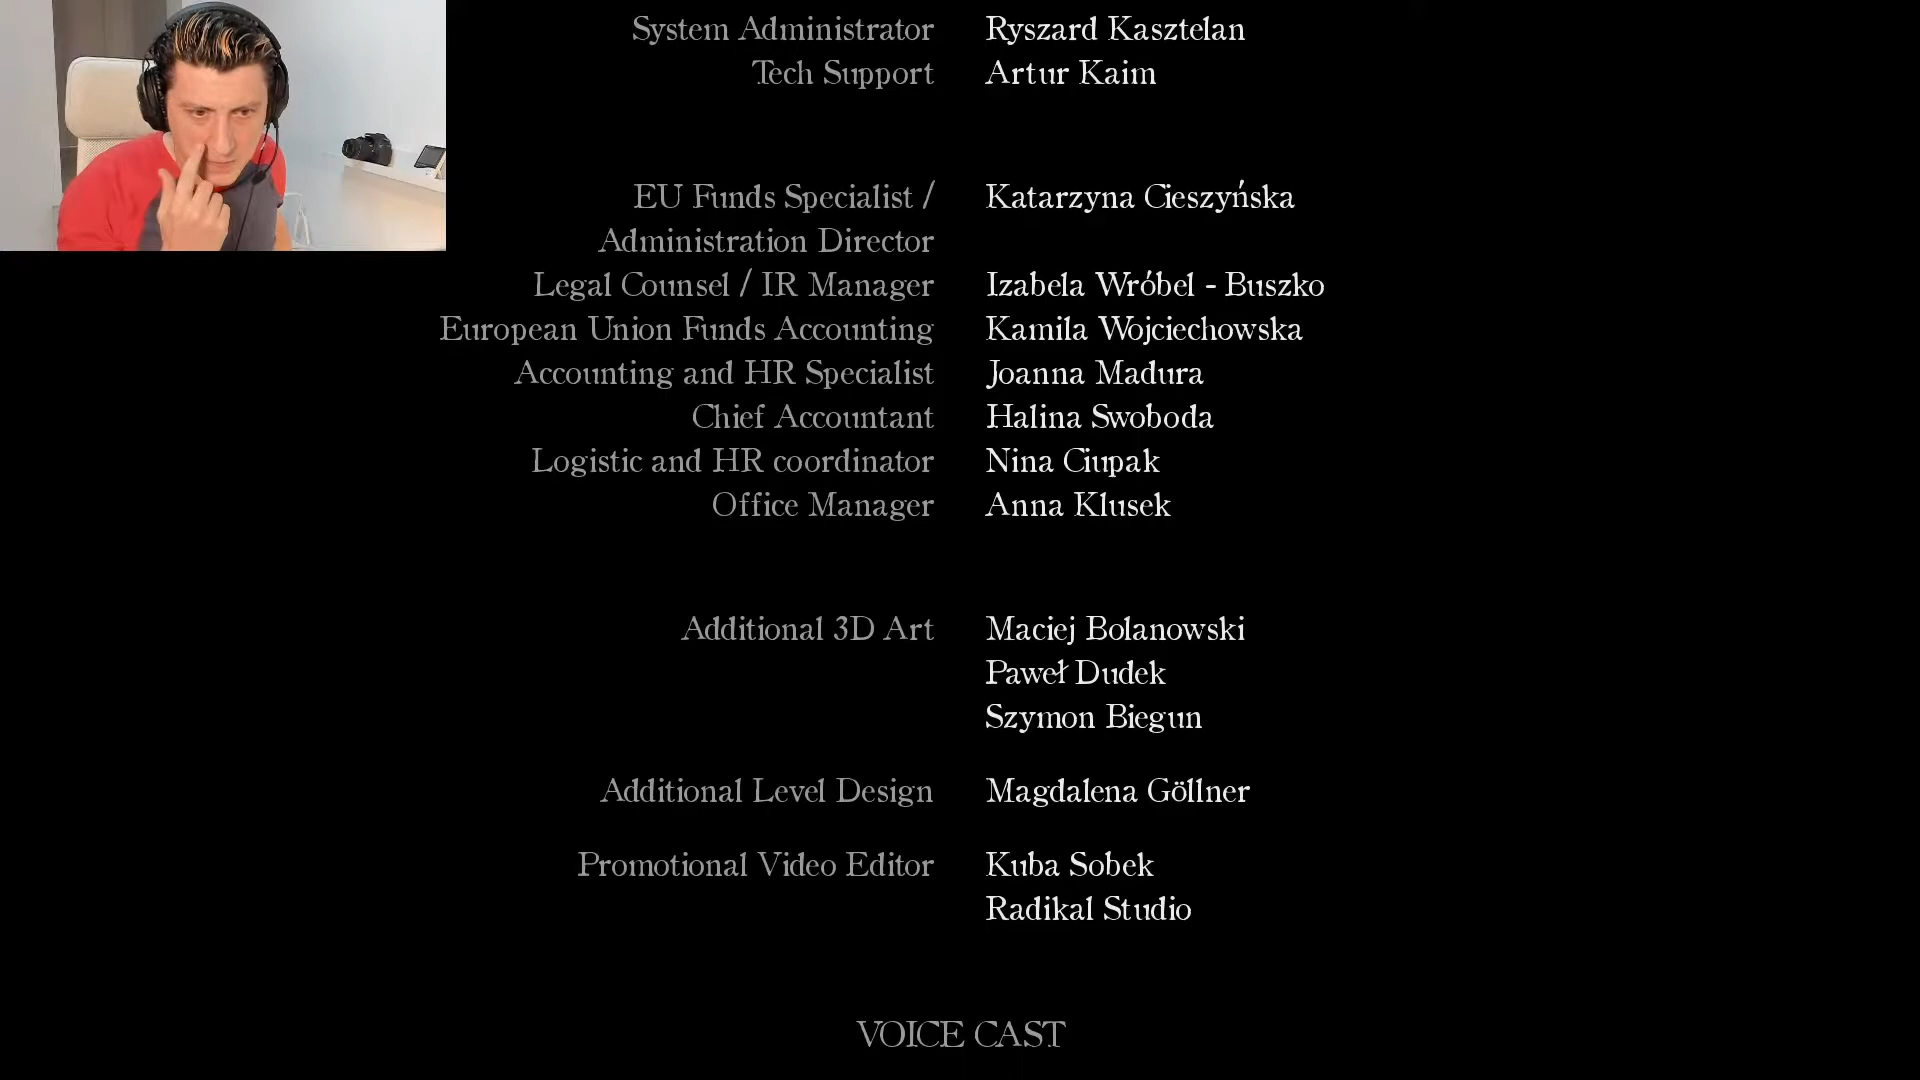 System Administrator Ryszard Kasztelan
Tech Support Artur Kaim
EU Funds Specialist / Katarzyna Cieszyńska
Administration Director
Legal Counsel / IR Manager Izabela Wróbel - Buszko
European Union Funds Accounting Kamila Wojciechowska
Accounting and HR Specialist Joanna Madura
Chief Accountant Halina Swoboda
Logistic and HR coordinator Nina Ciupak
Office Manager Anna Klusek
Additional 3D Art Maciej Bolanowski
Paweł Dudek
Szymon Biegun
Additional Level Design Magdalena Göllner
Promotional Video Editor Kuba Sobek
Radikal Studio
VOICE CAST